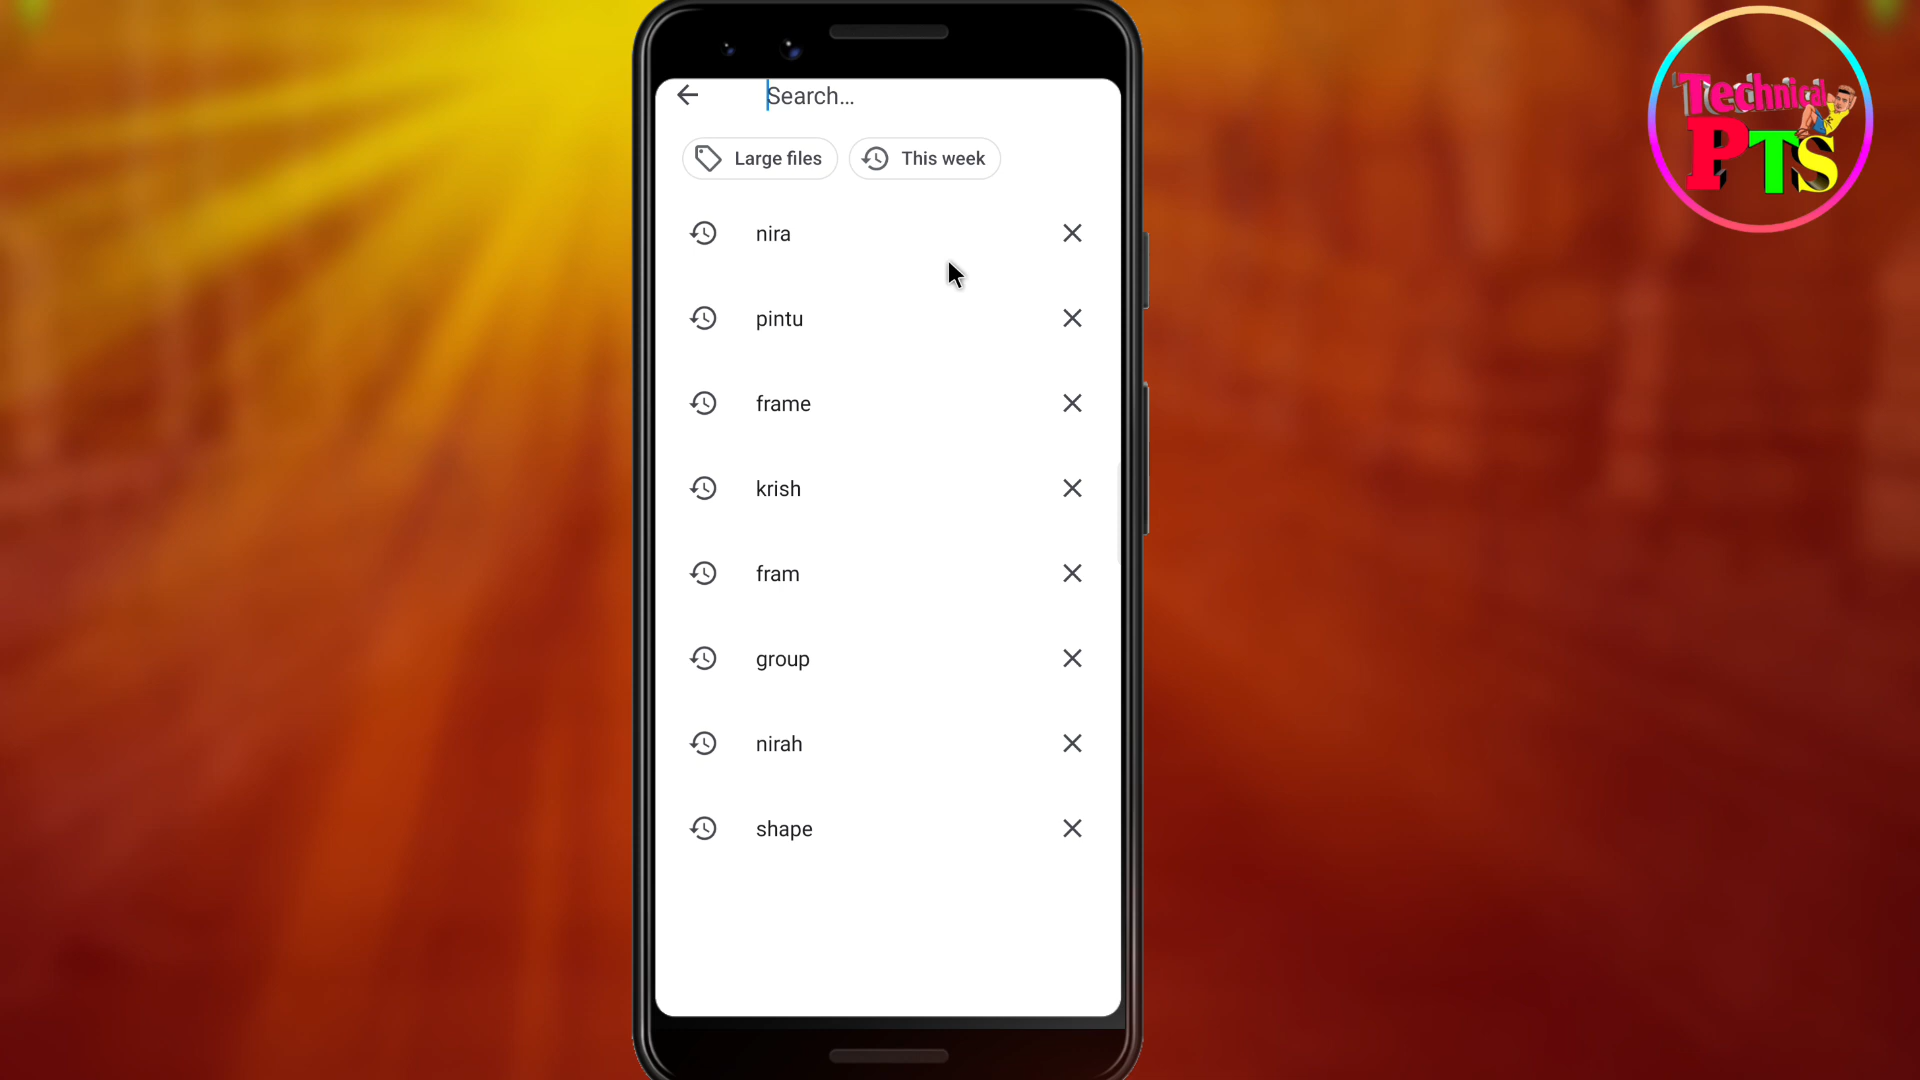 Search...
Large files
This week
nira
pintu
frame
krish
fram
group
nirah
shape
Technical
PTS